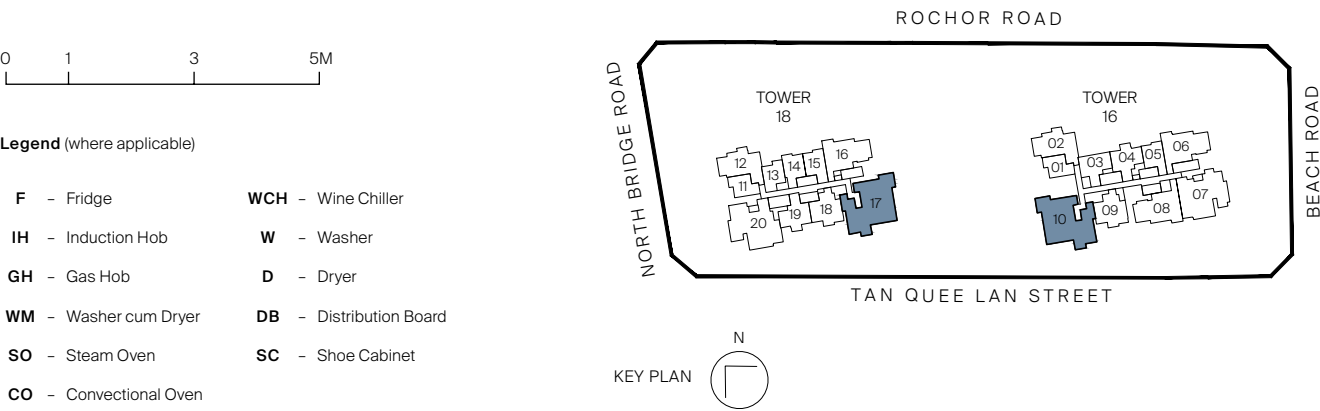 0 1 3 5M
Legend (where applicable)
F – Fridge
IH – Induction Hob
GH – Gas Hob
WM – Washer cum Dryer
SO – Steam Oven
CO – Convectional Oven
WCH – Wine Chiller
W – Washer
D – Dryer
DB – Distribution Board
SC – Shoe Cabinet
ROCHOR ROAD
NORTH BRIDGE ROAD
TOWER
18
12
11
13
14
15
16
20
19
18
17
TOWER
16
02
01
03
04
05
06
10
09
08
07
BEACH ROAD
TAN QUEE LAN STREET
N
KEY PLAN